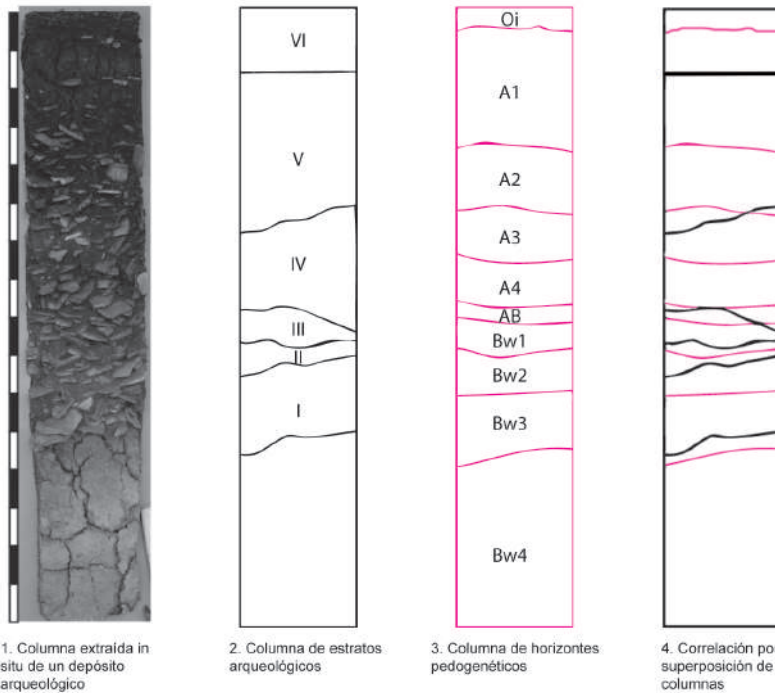 VI
V
IV
III
II
I
Oi
A1
A2
A3
A4
AB
Bw1
Bw2
Bw3
Bw4
1. Columna extraída in
situ de un depósito
arqueológico
2. Columna de estratos
arqueológicos
3. Columna de horizontes
pedogenéticos
4. Correlación po
superposición de
columnas